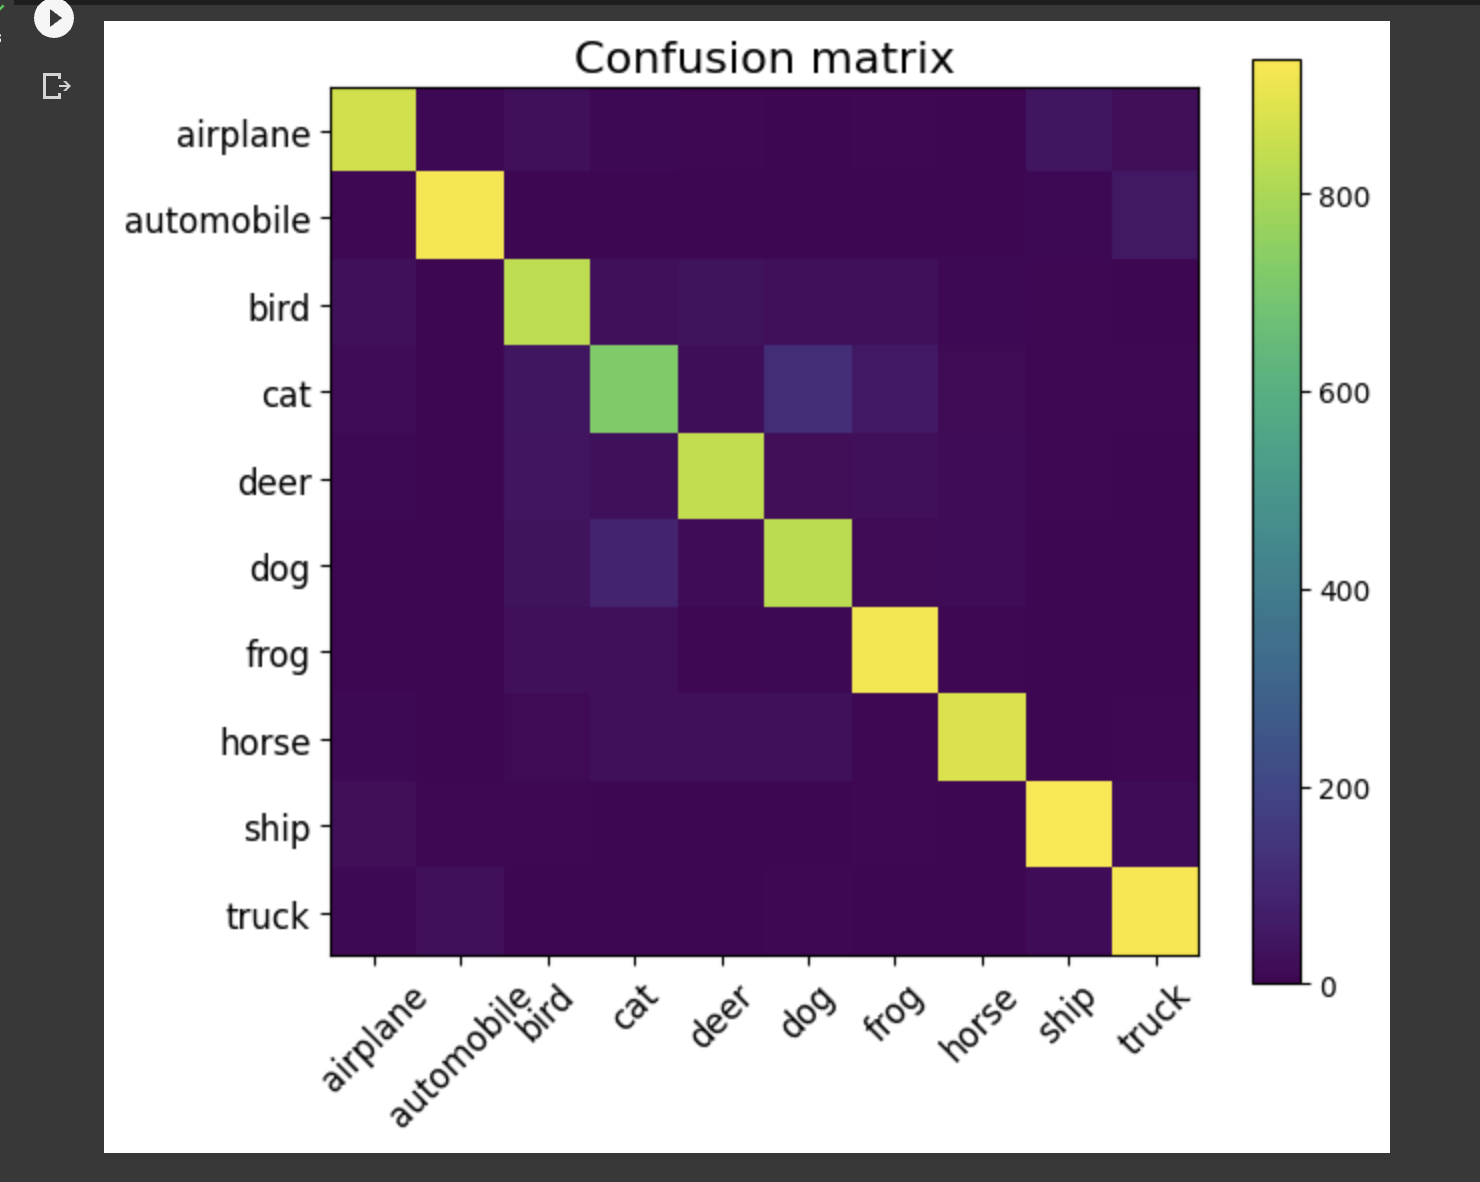 Confusion matrix
airplane
automobile
bird
cat
deer
dog
frog
horse
ship
truck
airplane
automobile
bird
cat
deer
dog
frog
horse
ship
truck
800
600
400
200
0